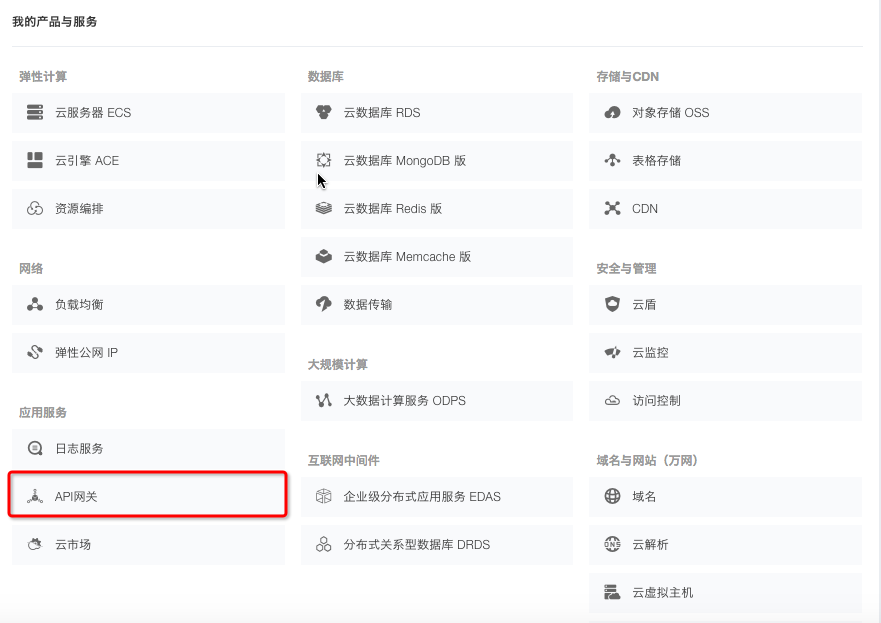 我的产品与服务
弹性计算
云服务器 ECS
云引擎 ACE
资源编排
网络
负载均衡
弹性公网 IP
应用服务
日志服务
API网关
云市场
数据库
云数据库 RDS
云数据库 MongoDB 版
云数据库 Redis 版
云数据库 Memcache 版
数据传输
大规模计算
大数据计算服务 ODPS
互联网中间件
企业级分布式应用服务 EDAS
分布式关系型数据库 DRDS
存储与CDN
对象存储 OSS
表格存储
CDN
安全与管理
云盾
云监控
访问控制
域名与网站（万网）
域名
DNS
云解析
云虚拟主机